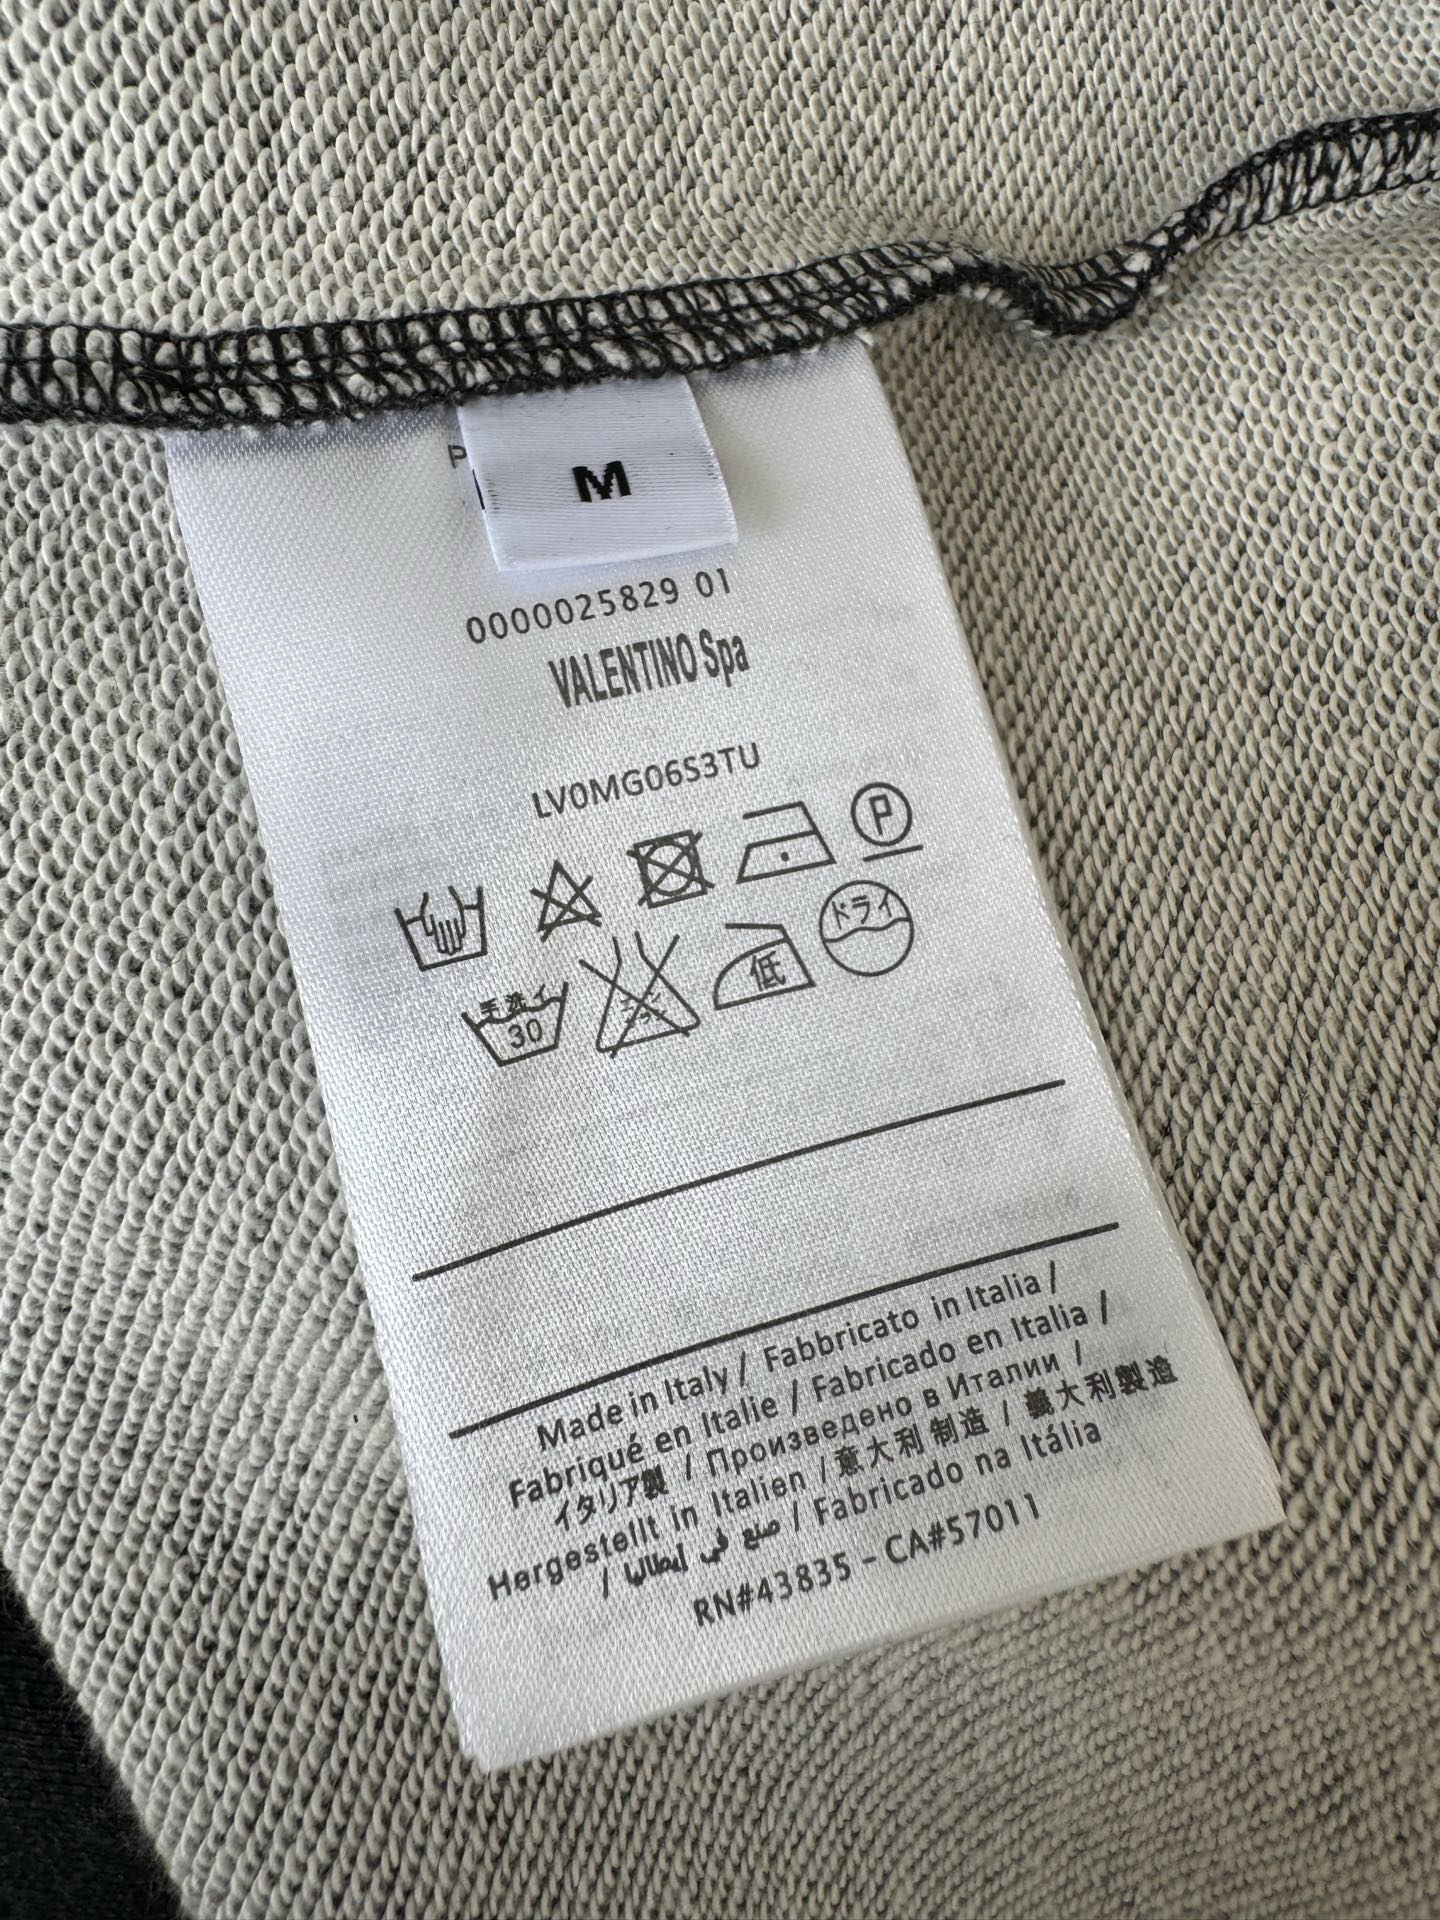 P
M
0000025829 01
VALENTINO Spa
LV0MG06S3TU
P
手洗イ 30 低 ドライ
Made in Italy / Fabbricato in Italia /
Fabriqué en Italie / Fabricado en Italia /
イタリア製 / Произведено в Италии /
Hergestellt in Italien / 意大利 制造 / 義大利製造
/ صنع في إيطاليا / Fabricado na Itália
RN#43835 - CA#57011